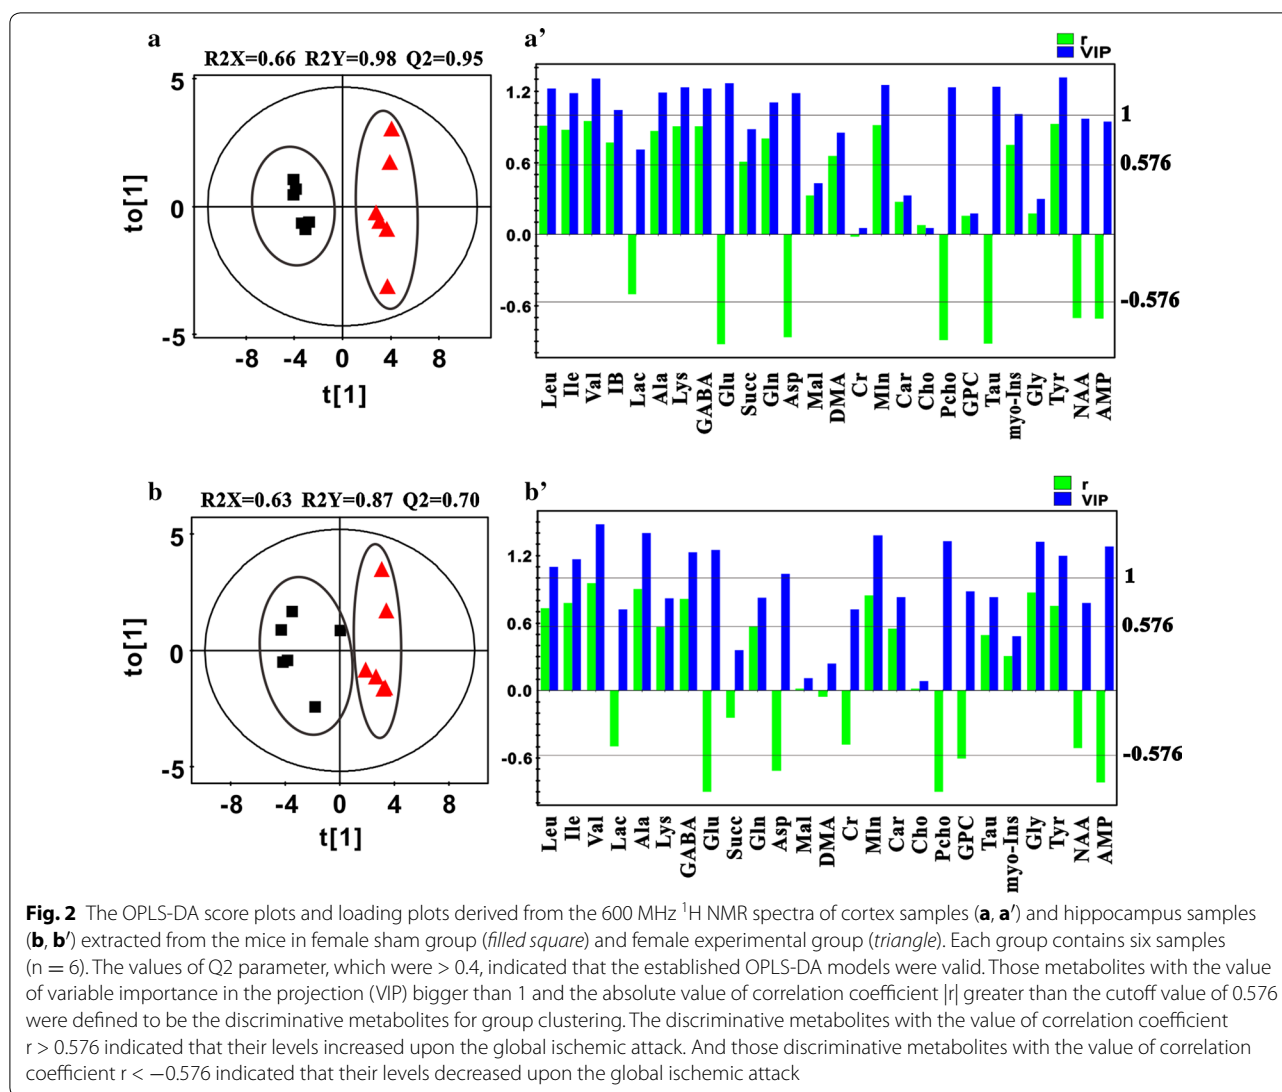 a
R2X=0.66 R2Y=0.98 Q2=0.95
5
0
-5
to[1]
-8 -4 0 4 8
t[1]
a′
r
VIP
1.2
0.6
0.0
-0.6
1
0.576
-0.576
Leu Ile Val IB Lac Ala Lys GABA Glu Succ Gln Asp Mal DMA Cr Mln Car Cho Pcho GPC Tau myo-Ins Gly Tyr NAA AMP
b
R2X=0.63 R2Y=0.87 Q2=0.70
5
0
-5
to[1]
-8 -4 0 4 8
t[1]
b′
r
VIP
1.2
0.6
0.0
-0.6
1
0.576
-0.576
Leu Ile Val Lac Ala Lys GABA Glu Succ Gln Asp Mal DMA Cr Mln Car Cho Pcho GPC Tau myo-Ins Gly Tyr NAA AMP
Fig. 2 The OPLS-DA score plots and loading plots derived from the 600 MHz ¹H NMR spectra of cortex samples (a, a′) and hippocampus samples
(b, b′) extracted from the mice in female sham group (filled square) and female experimental group (triangle). Each group contains six samples
(n = 6). The values of Q2 parameter, which were > 0.4, indicated that the established OPLS-DA models were valid. Those metabolites with the value
of variable importance in the projection (VIP) bigger than 1 and the absolute value of correlation coefficient |r| greater than the cutoff value of 0.576
were defined to be the discriminative metabolites for group clustering. The discriminative metabolites with the value of correlation coefficient
r > 0.576 indicated that their levels increased upon the global ischemic attack. And those discriminative metabolites with the value of correlation
coefficient r < −0.576 indicated that their levels decreased upon the global ischemic attack